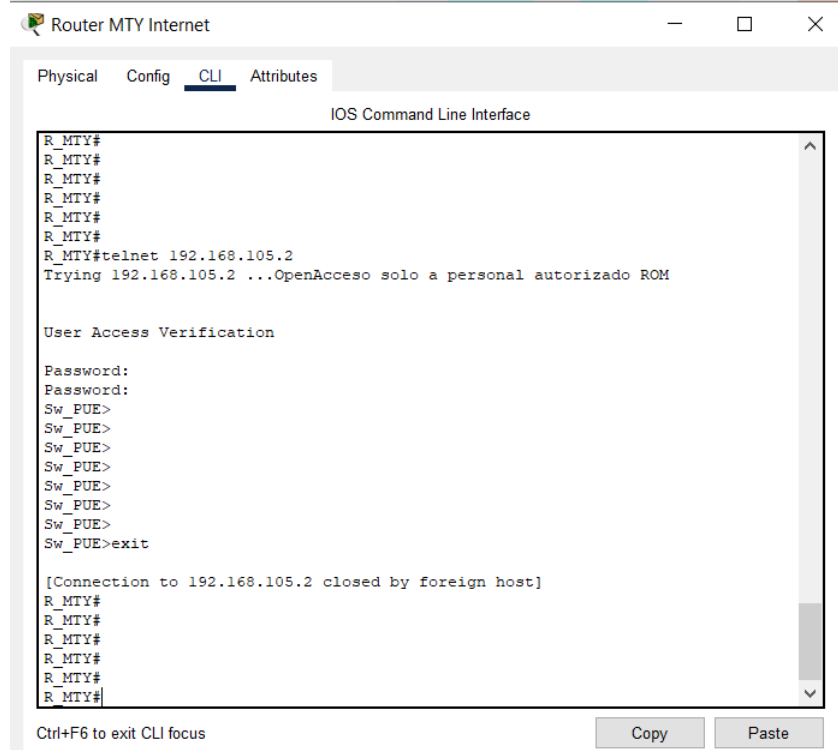 Router MTY Internet
Physical Config CLI Attributes
IOS Command Line Interface
R_MTY#
R_MTY#
R_MTY#
R_MTY#
R_MTY#
R_MTY#
R_MTY#telnet 192.168.105.2
Trying 192.168.105.2 ...OpenAcceso solo a personal autorizado ROM
User Access Verification
Password:
Password:
Sw_PUE>
Sw_PUE>
Sw_PUE>
Sw_PUE>
Sw_PUE>
Sw_PUE>
Sw_PUE>
Sw_PUE>exit
[Connection to 192.168.105.2 closed by foreign host]
R_MTY#
R_MTY#
R_MTY#
R_MTY#
R_MTY#
R_MTY#
Ctrl+F6 to exit CLI focus
Copy
Paste